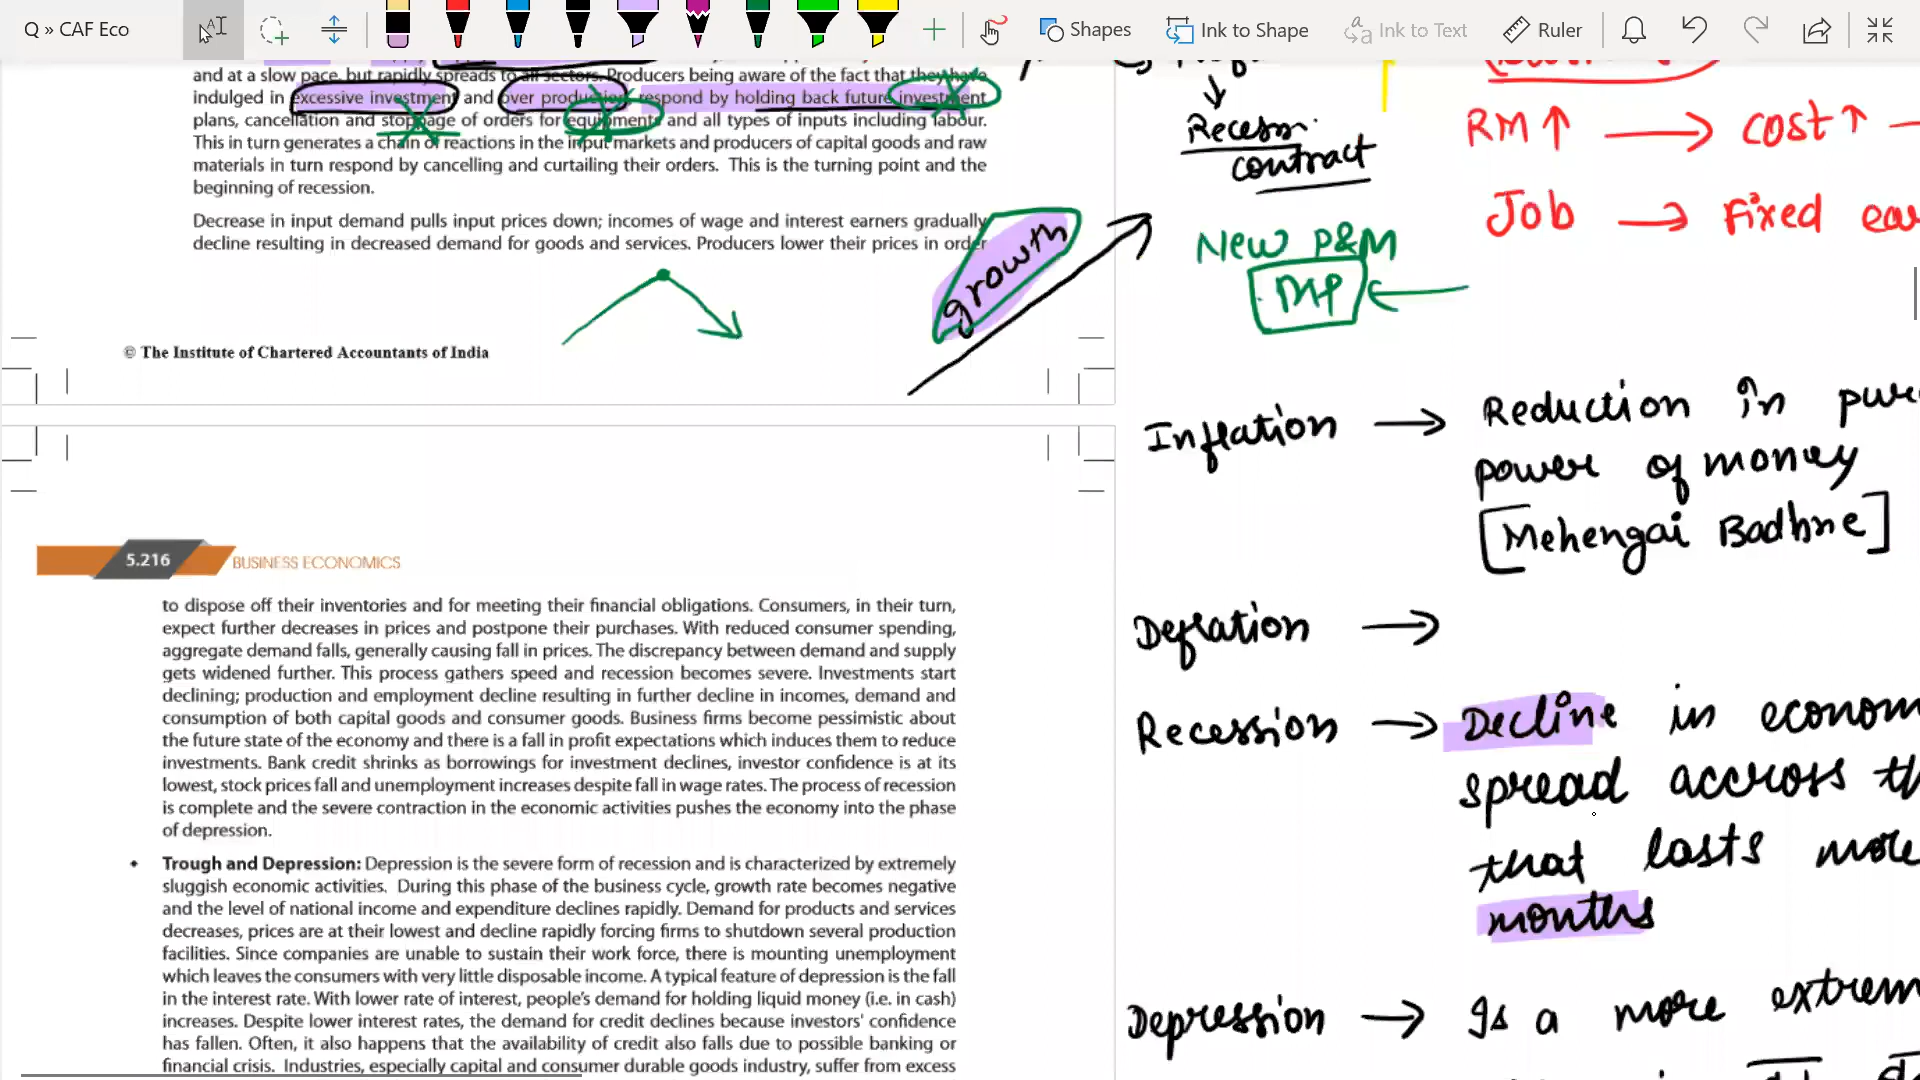 Q » CAF Eco
Shapes
Ink to Shape
Ink to Text
Ruler
and at a slow pace, but rapidly spreads to all sectors. Producers being aware of the fact that they have
indulged in excessive investment and over production, respond by holding back future investment
plans, cancellation and stoppage of orders for equipments and all types of inputs including labour.
This in turn generates a chain of reactions in the input markets and producers of capital goods and raw
materials in turn respond by cancelling and curtailing their orders. This is the turning point and the
beginning of recession.
Decrease in input demand pulls input prices down; incomes of wage and interest earners gradually
decline resulting in decreased demand for goods and services. Producers lower their prices in order
growth
© The Institute of Chartered Accountants of India
5.216
BUSINESS ECONOMICS
to dispose off their inventories and for meeting their financial obligations. Consumers, in their turn,
expect further decreases in prices and postpone their purchases. With reduced consumer spending,
aggregate demand falls, generally causing fall in prices. The discrepancy between demand and supply
gets widened further. This process gathers speed and recession becomes severe. Investments start
declining; production and employment decline resulting in further decline in incomes, demand and
consumption of both capital goods and consumer goods. Business firms become pessimistic about
the future state of the economy and there is a fall in profit expectations which induces them to reduce
investments. Bank credit shrinks as borrowings for investment declines, investor confidence is at its
lowest, stock prices fall and unemployment increases despite fall in wage rates. The process of recession
is complete and the severe contraction in the economic activities pushes the economy into the phase
of depression.
• Trough and Depression: Depression is the severe form of recession and is characterized by extremely
sluggish economic activities. During this phase of the business cycle, growth rate becomes negative
and the level of national income and expenditure declines rapidly. Demand for products and services
decreases, prices are at their lowest and decline rapidly forcing firms to shutdown several production
facilities. Since companies are unable to sustain their work force, there is mounting unemployment
which leaves the consumers with very little disposable income. A typical feature of depression is the fall
in the interest rate. With lower rate of interest, people's demand for holding liquid money (i.e. in cash)
increases. Despite lower interest rates, the demand for credit declines because investors' confidence
has fallen. Often, it also happens that the availability of credit also falls due to possible banking or
financial crisis. Industries, especially capital and consumer durable goods industry, suffer from excess
↓
Recess.
contract
RM ↑ → cost ↑
Job → Fixed ear
New P&M
Inflation → Reduction in purc
power of money
[Mehengai Badhne]
Deflation →
Recession → Decline in econom
spread accross th
that lasts more
months
Depression → Is a more extrem